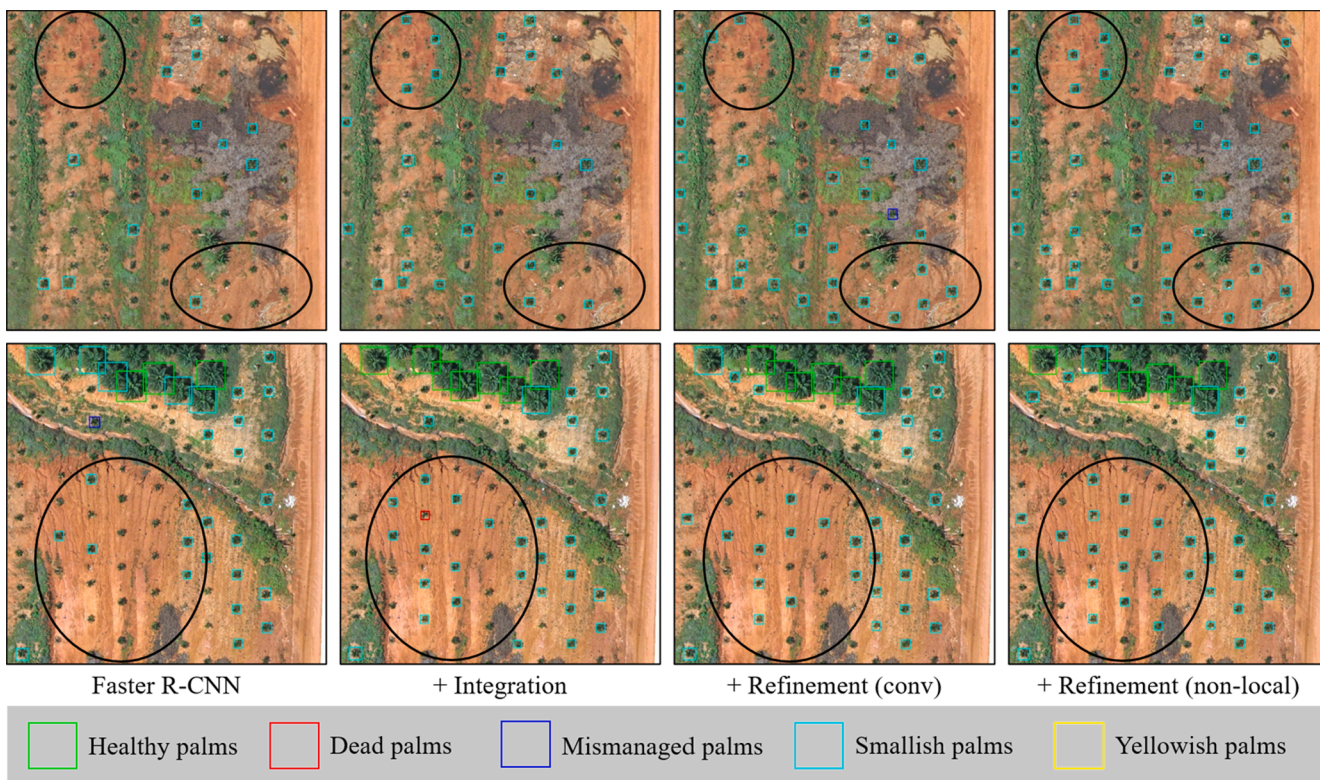 Faster R-CNN + Integration + Refinement (conv) + Refinement (non-local)
Healthy palms Dead palms Mismanaged palms Smallish palms Yellowish palms